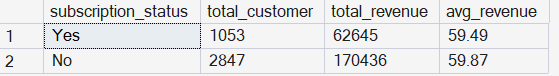 subscription_status total_customer total_revenue avg_revenue
1 Yes 1053 62645 59.49
2 No 2847 170436 59.87